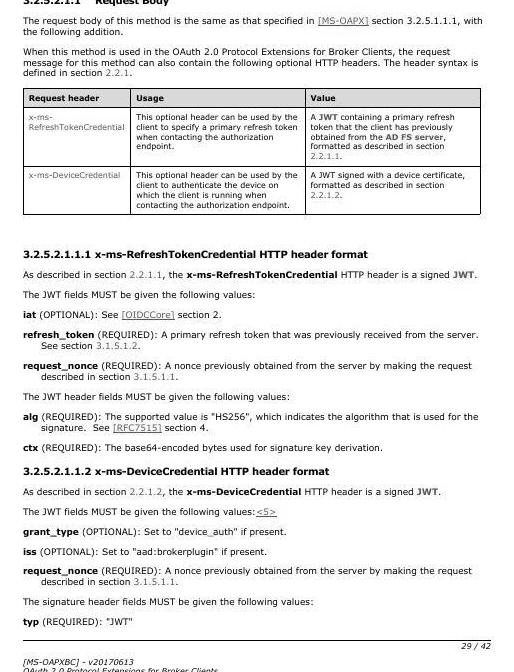 3.2.5.2.1.1 Request Body
The request body of this method is the same as that specified in [MS-OAPX] section 3.2.5.1.1.1, with
the following addition.
When this method is used in the OAuth 2.0 Protocol Extensions for Broker Clients, the request
message for this method can also contain the following optional HTTP headers. The header syntax is
defined in section 2.2.1.
Request header Usage Value
x-ms-
RefreshTokenCredential
This optional header can be used by the
client to specify a primary refresh token
when contacting the authorization
endpoint.
A JWT containing a primary refresh
token that the client has previously
obtained from the AD FS server,
formatted as described in section
2.2.1.1.
x-ms-DeviceCredential
This optional header can be used by the
client to authenticate the device on
which the client is running when
contacting the authorization endpoint.
A JWT signed with a device certificate,
formatted as described in section
2.2.1.2.
3.2.5.2.1.1.1 x-ms-RefreshTokenCredential HTTP header format
As described in section 2.2.1.1, the x-ms-RefreshTokenCredential HTTP header is a signed JWT.
The JWT fields MUST be given the following values:
iat (OPTIONAL): See [OIDCCore] section 2.
refresh_token (REQUIRED): A primary refresh token that was previously received from the server.
See section 3.1.5.1.2.
request_nonce (REQUIRED): A nonce previously obtained from the server by making the request
described in section 3.1.5.1.1.
The JWT header fields MUST be given the following values:
alg (REQUIRED): The supported value is "HS256", which indicates the algorithm that is used for the
signature. See [RFC7515] section 4.
ctx (REQUIRED): The base64-encoded bytes used for signature key derivation.
3.2.5.2.1.1.2 x-ms-DeviceCredential HTTP header format
As described in section 2.2.1.2, the x-ms-DeviceCredential HTTP header is a signed JWT.
The JWT fields MUST be given the following values:<5>
grant_type (OPTIONAL): Set to "device_auth" if present.
iss (OPTIONAL): Set to "aad:brokerplugin" if present.
request_nonce (REQUIRED): A nonce previously obtained from the server by making the request
described in section 3.1.5.1.1.
The signature header fields MUST be given the following values:
typ (REQUIRED): "JWT"
29 / 42
[MS-OAPXBC] - v20170613
OAuth 2.0 Protocol Extensions for Broker Clients